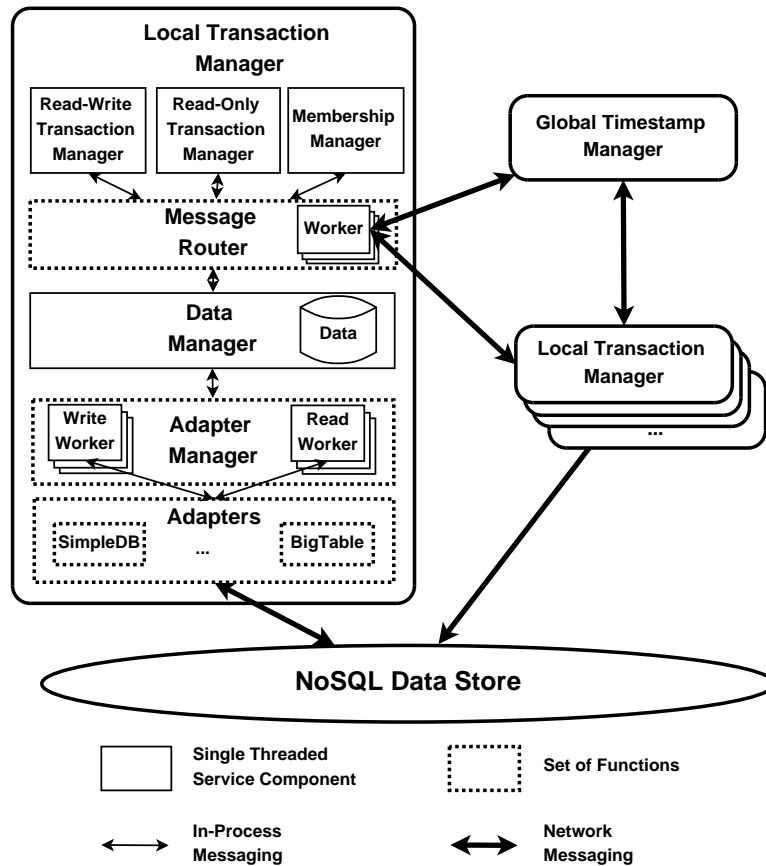 Local Transaction
Manager
Read-Write
Transaction
Manager
Read-Only
Transaction
Manager
Membership
Manager
Global Timestamp
Manager
Message
Router
Worker
Data
Manager
Data
Local Transaction
Manager
...
Write
Worker
Adapter
Manager
Read
Worker
Adapters
SimpleDB
...
BigTable
NoSQL Data Store
Single Threaded
Service Component
Set of Functions
In-Process
Messaging
Network
Messaging